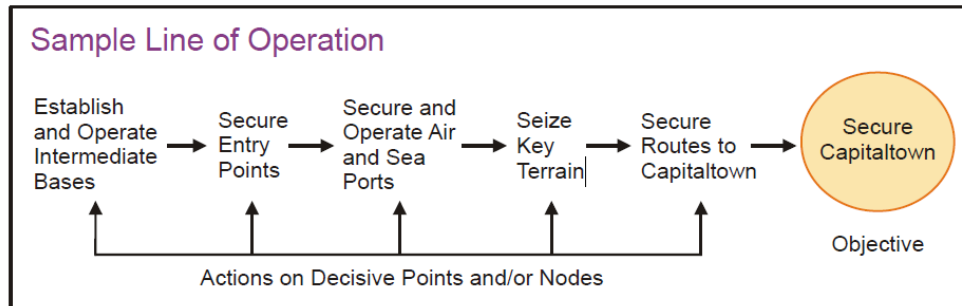 Sample Line of Operation
Establish
and Operate
Intermediate
Bases
Secure
Entry
Points
Secure and
Operate Air
and Sea
Ports
Seize
Key
Terrain
Secure
Routes to
Capitaltown
Secure
Capitaltown
Objective
Actions on Decisive Points and/or Nodes